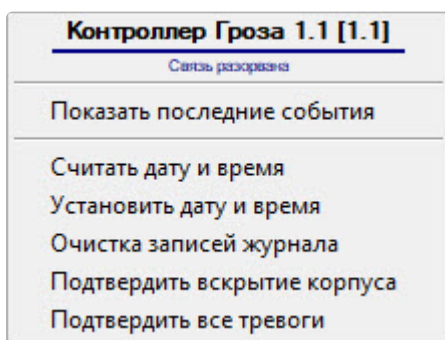 Контроллер Гроза 1.1 [1.1]
Связь разорвана
Показать последние события
Считать дату и время
Установить дату и время
Очистка записей журнала
Подтвердить вскрытие корпуса
Подтвердить все тревоги